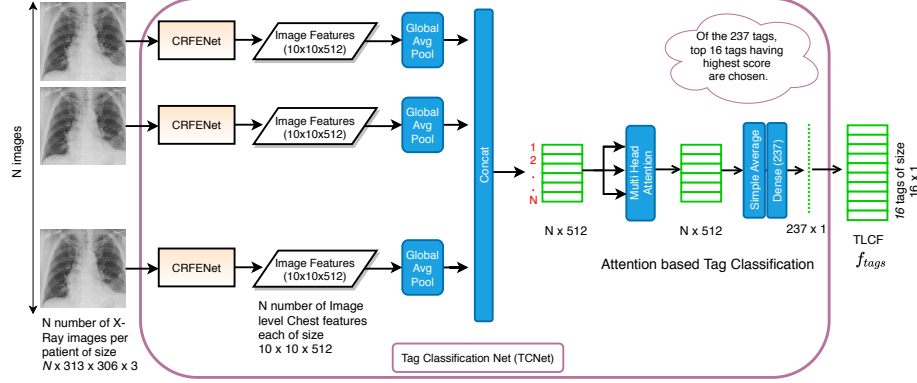 N images
CRFENet
Image Features
(10x10x512)
Global
Avg
Pool
CRFENet
Image Features
(10x10x512)
Global
Avg
Pool
CRFENet
Image Features
(10x10x512)
Global
Avg
Pool
N number of X-
Ray images per
patient of size
N x 313 x 306 x 3
N number of Image
level Chest features
each of size
10 x 10 x 512
Concat
1
2
.
.
N
N x 512
Multi Head
Attention
N x 512
Simple Average
Dense (237)
237 x 1
Of the 237 tags,
top 16 tags having
highest score
are chosen.
Attention based Tag Classification
Tag Classification Net (TCNet)
16 tags of size
16 x 1
TLCF
f_tags